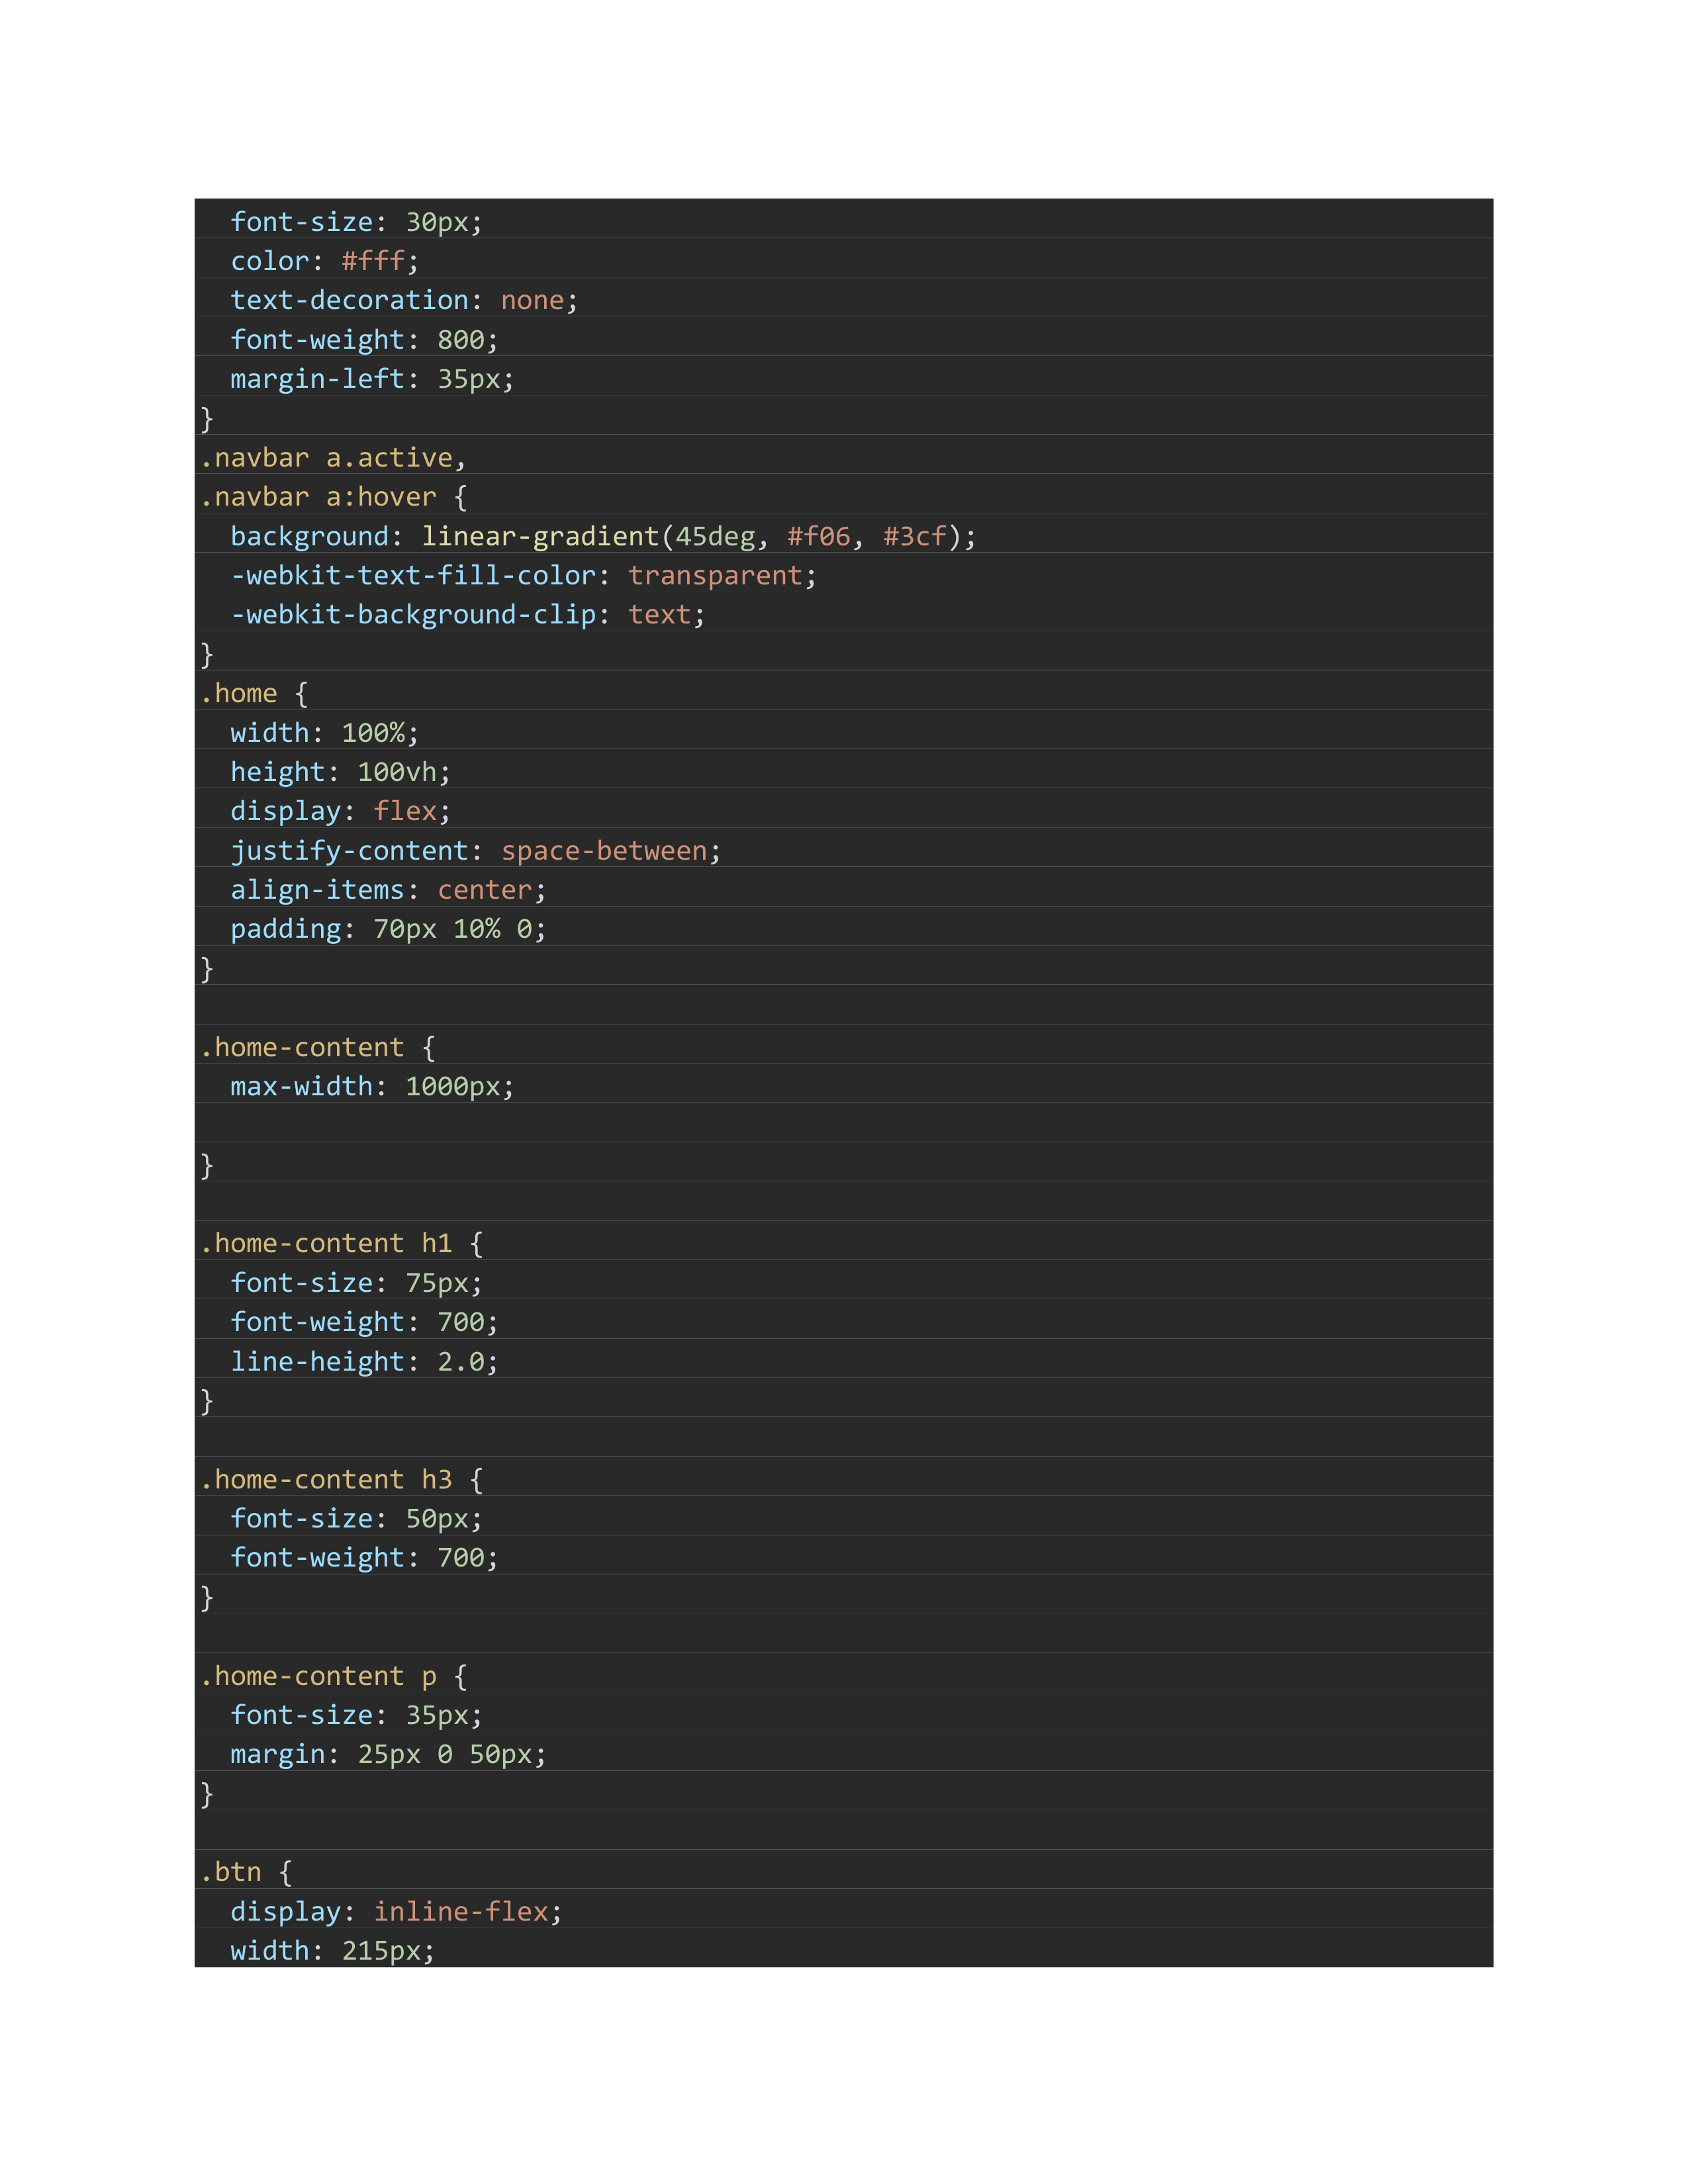 font-size: 30px;
  color: #fff;
  text-decoration: none;
  font-weight: 800;
  margin-left: 35px;
}
.navbar a.active,
.navbar a:hover {
  background: linear-gradient(45deg, #f06, #3cf);
  -webkit-text-fill-color: transparent;
  -webkit-background-clip: text;
}
.home {
  width: 100%;
  height: 100vh;
  display: flex;
  justify-content: space-between;
  align-items: center;
  padding: 70px 10% 0;
}

.home-content {
  max-width: 1000px;

}

.home-content h1 {
  font-size: 75px;
  font-weight: 700;
  line-height: 2.0;
}

.home-content h3 {
  font-size: 50px;
  font-weight: 700;
}

.home-content p {
  font-size: 35px;
  margin: 25px 0 50px;
}

.btn {
  display: inline-flex;
  width: 215px;